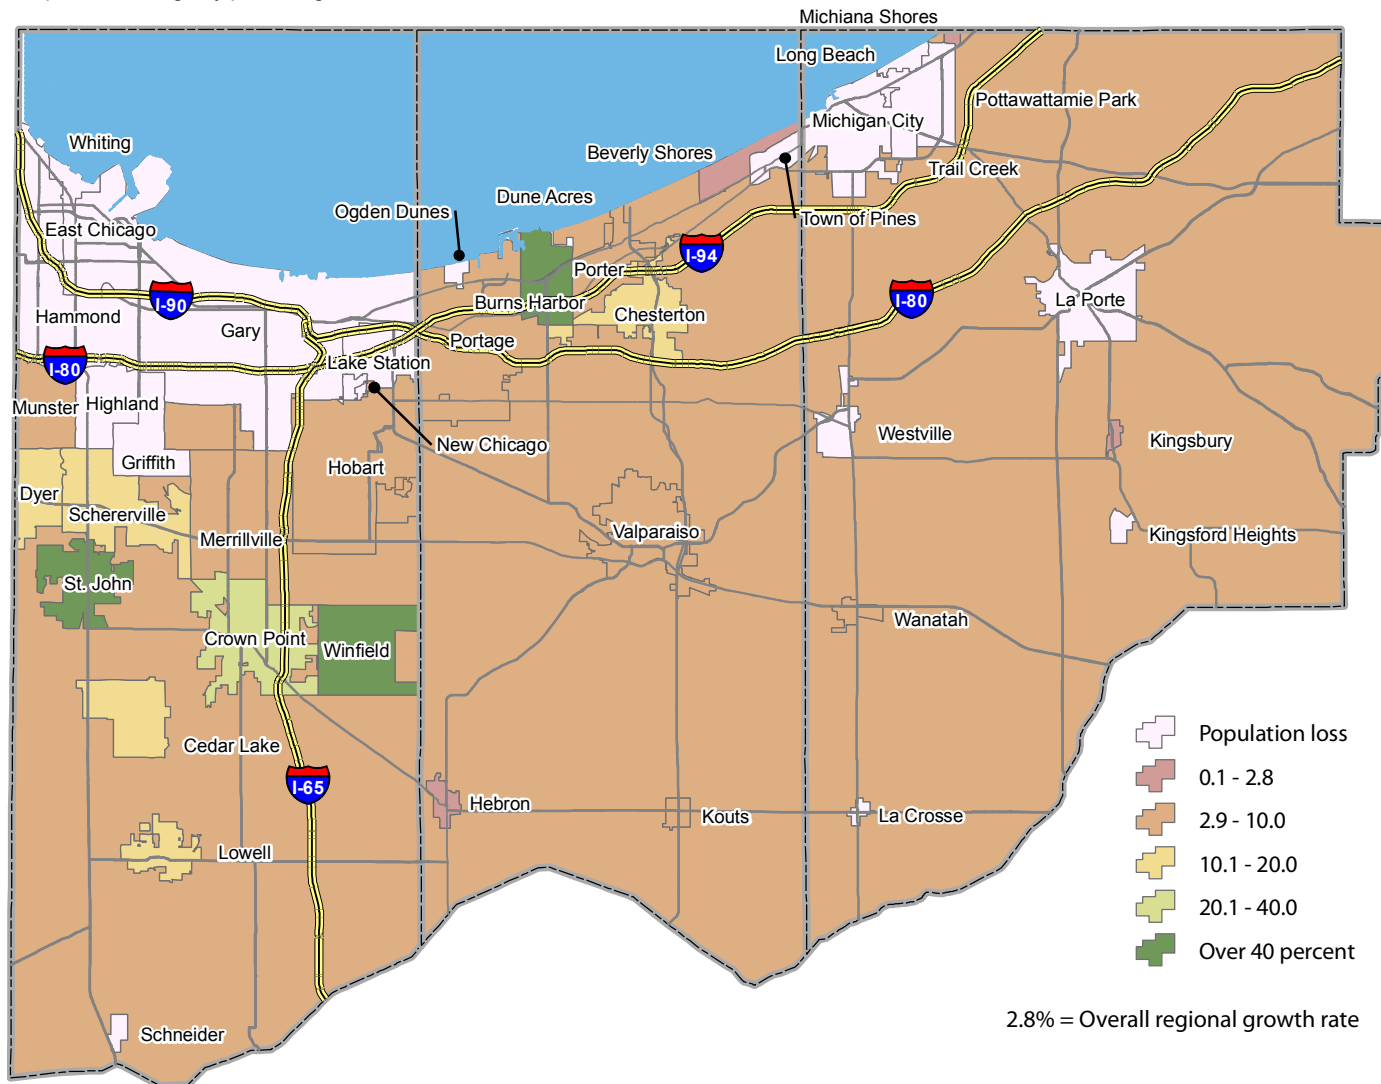 Michiana Shores
Long Beach
Pottawattamie Park
Michigan City
Whiting
Beverly Shores
Trail Creek
Dune Acres
Ogden Dunes
Town of Pines
East Chicago
I-94
Porter
I-90
Burns Harbor
I-80
La Porte
Hammond
Gary
Chesterton
Portage
I-80
Lake Station
Munster
Highland
New Chicago
Westville
Kingsbury
Griffith
Hobart
Dyer
Schererville
Merrillville
Valparaiso
Kingsford Heights
St. John
Crown Point
Winfield
Wanatah
Cedar Lake
I-65
Hebron
Kouts
La Crosse
Lowell
Schneider
Population loss
0.1 - 2.8
2.9 - 10.0
10.1 - 20.0
20.1 - 40.0
Over 40 percent
2.8% = Overall regional growth rate